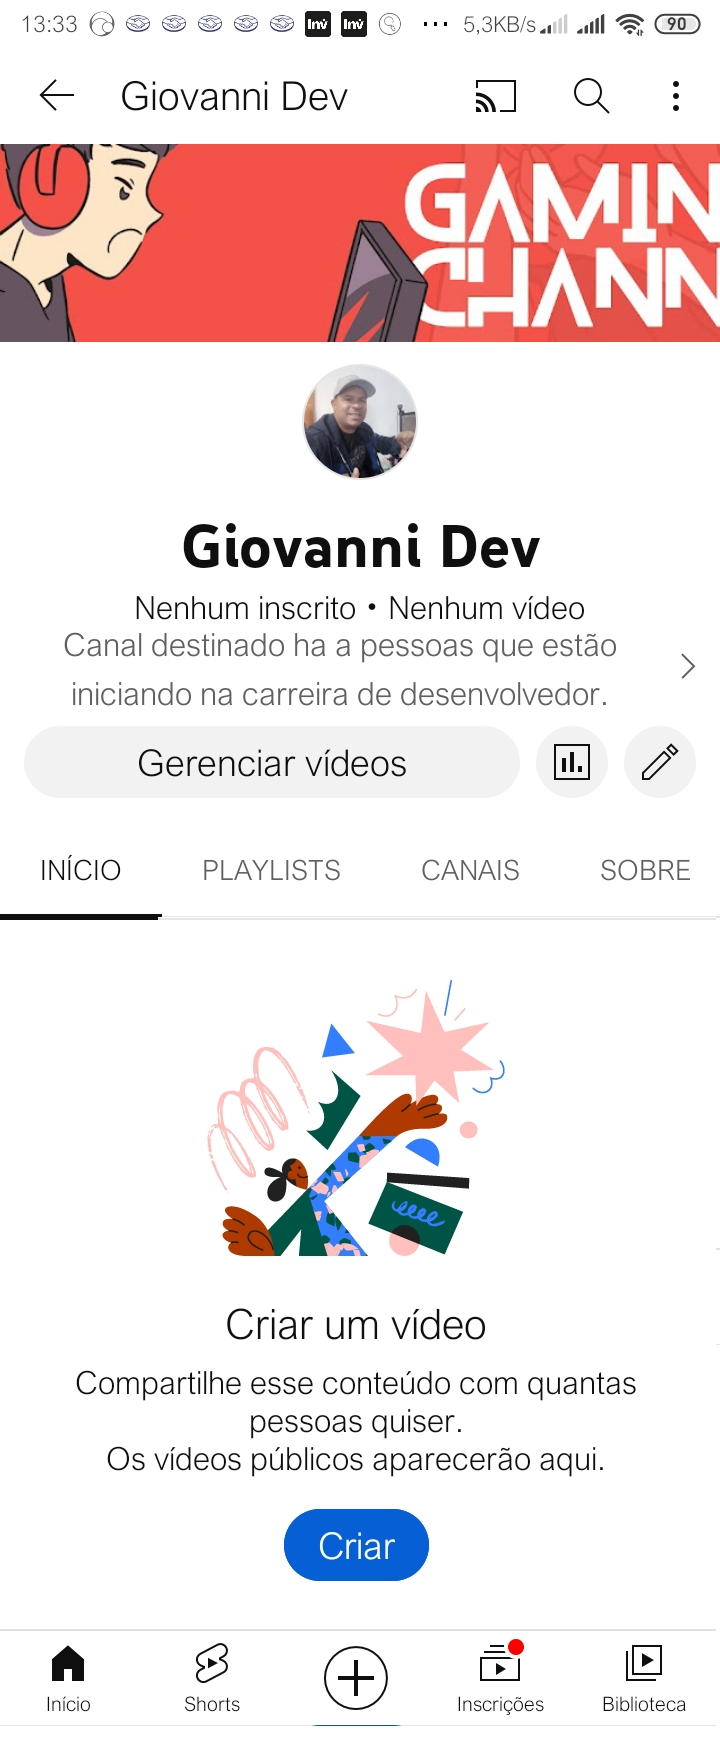 13:33 Inv Inv ... 5,3KB/s 90
Giovanni Dev
GAMIN
CHANN
Giovanni Dev
Nenhum inscrito • Nenhum vídeo
Canal destinado ha a pessoas que estão
iniciando na carreira de desenvolvedor.
Gerenciar vídeos
INÍCIO PLAYLISTS CANAIS SOBRE
Criar um vídeo
Compartilhe esse conteúdo com quantas
pessoas quiser.
Os vídeos públicos aparecerão aqui.
Criar
Início Shorts Inscrições Biblioteca